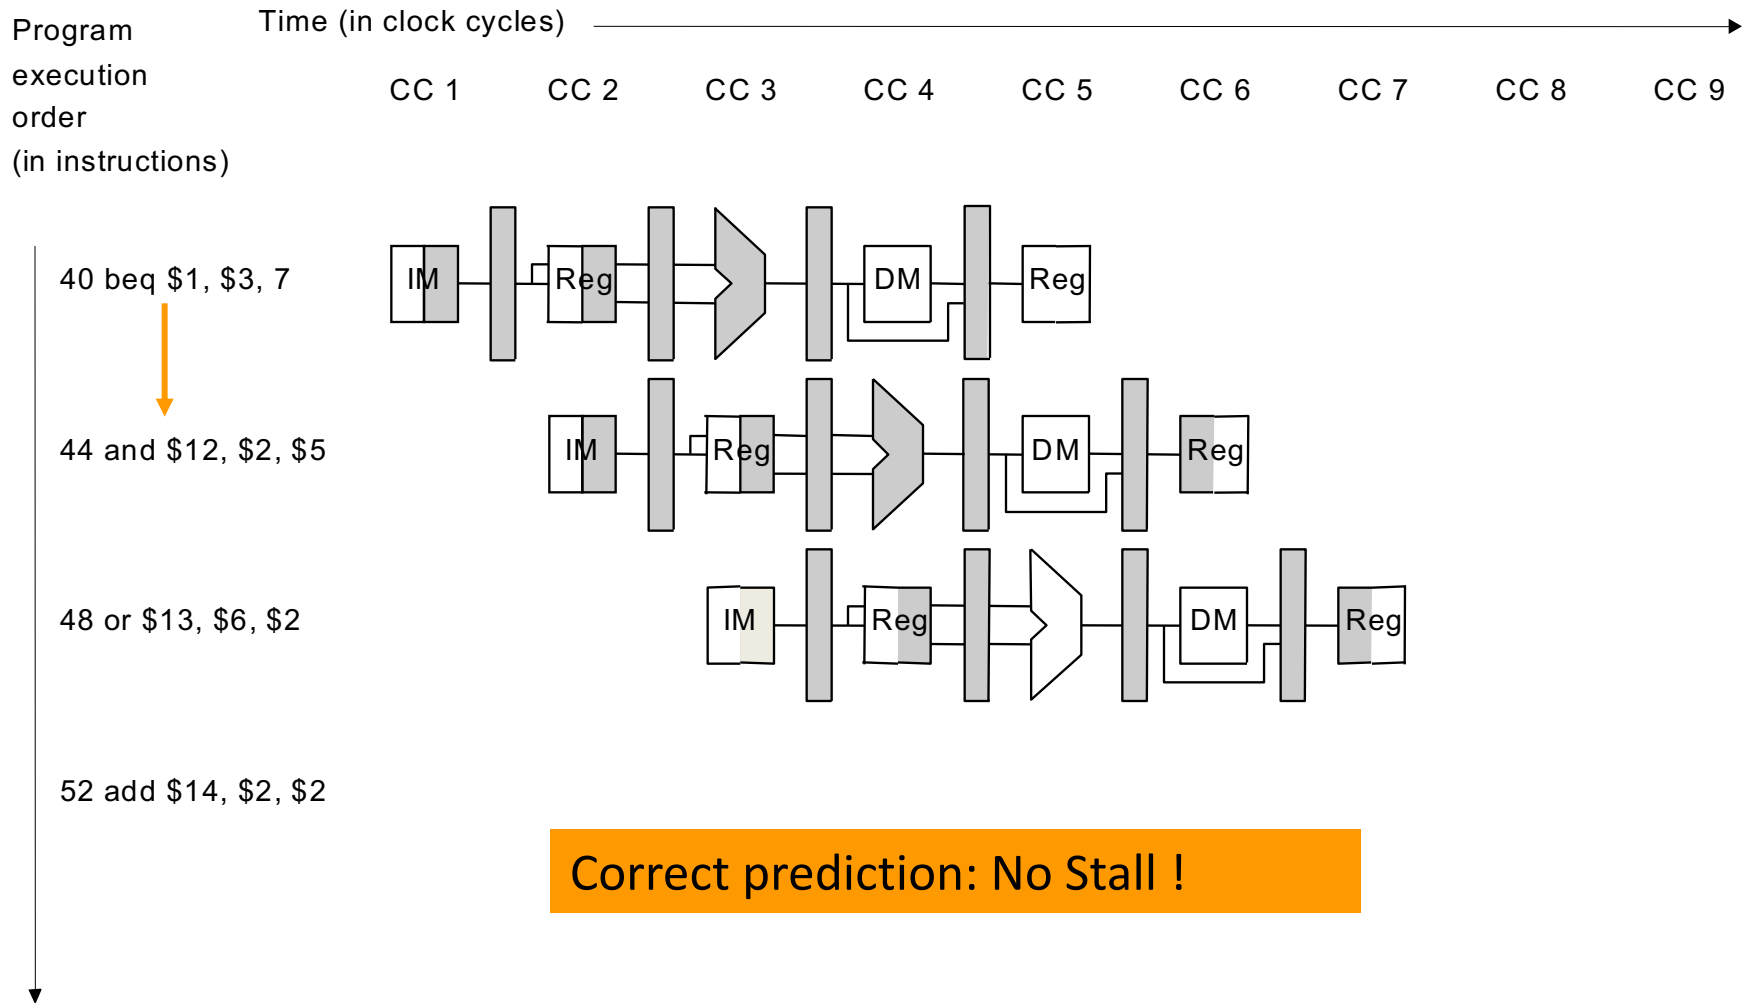 Program
execution
order
(in instructions)
Time (in clock cycles)
CC 1 CC 2 CC 3 CC 4 CC 5 CC 6 CC 7 CC 8 CC 9
40 beq $1, $3, 7
IM Reg DM Reg
44 and $12, $2, $5
IM Reg DM Reg
48 or $13, $6, $2
IM Reg DM Reg
52 add $14, $2, $2
Correct prediction: No Stall !